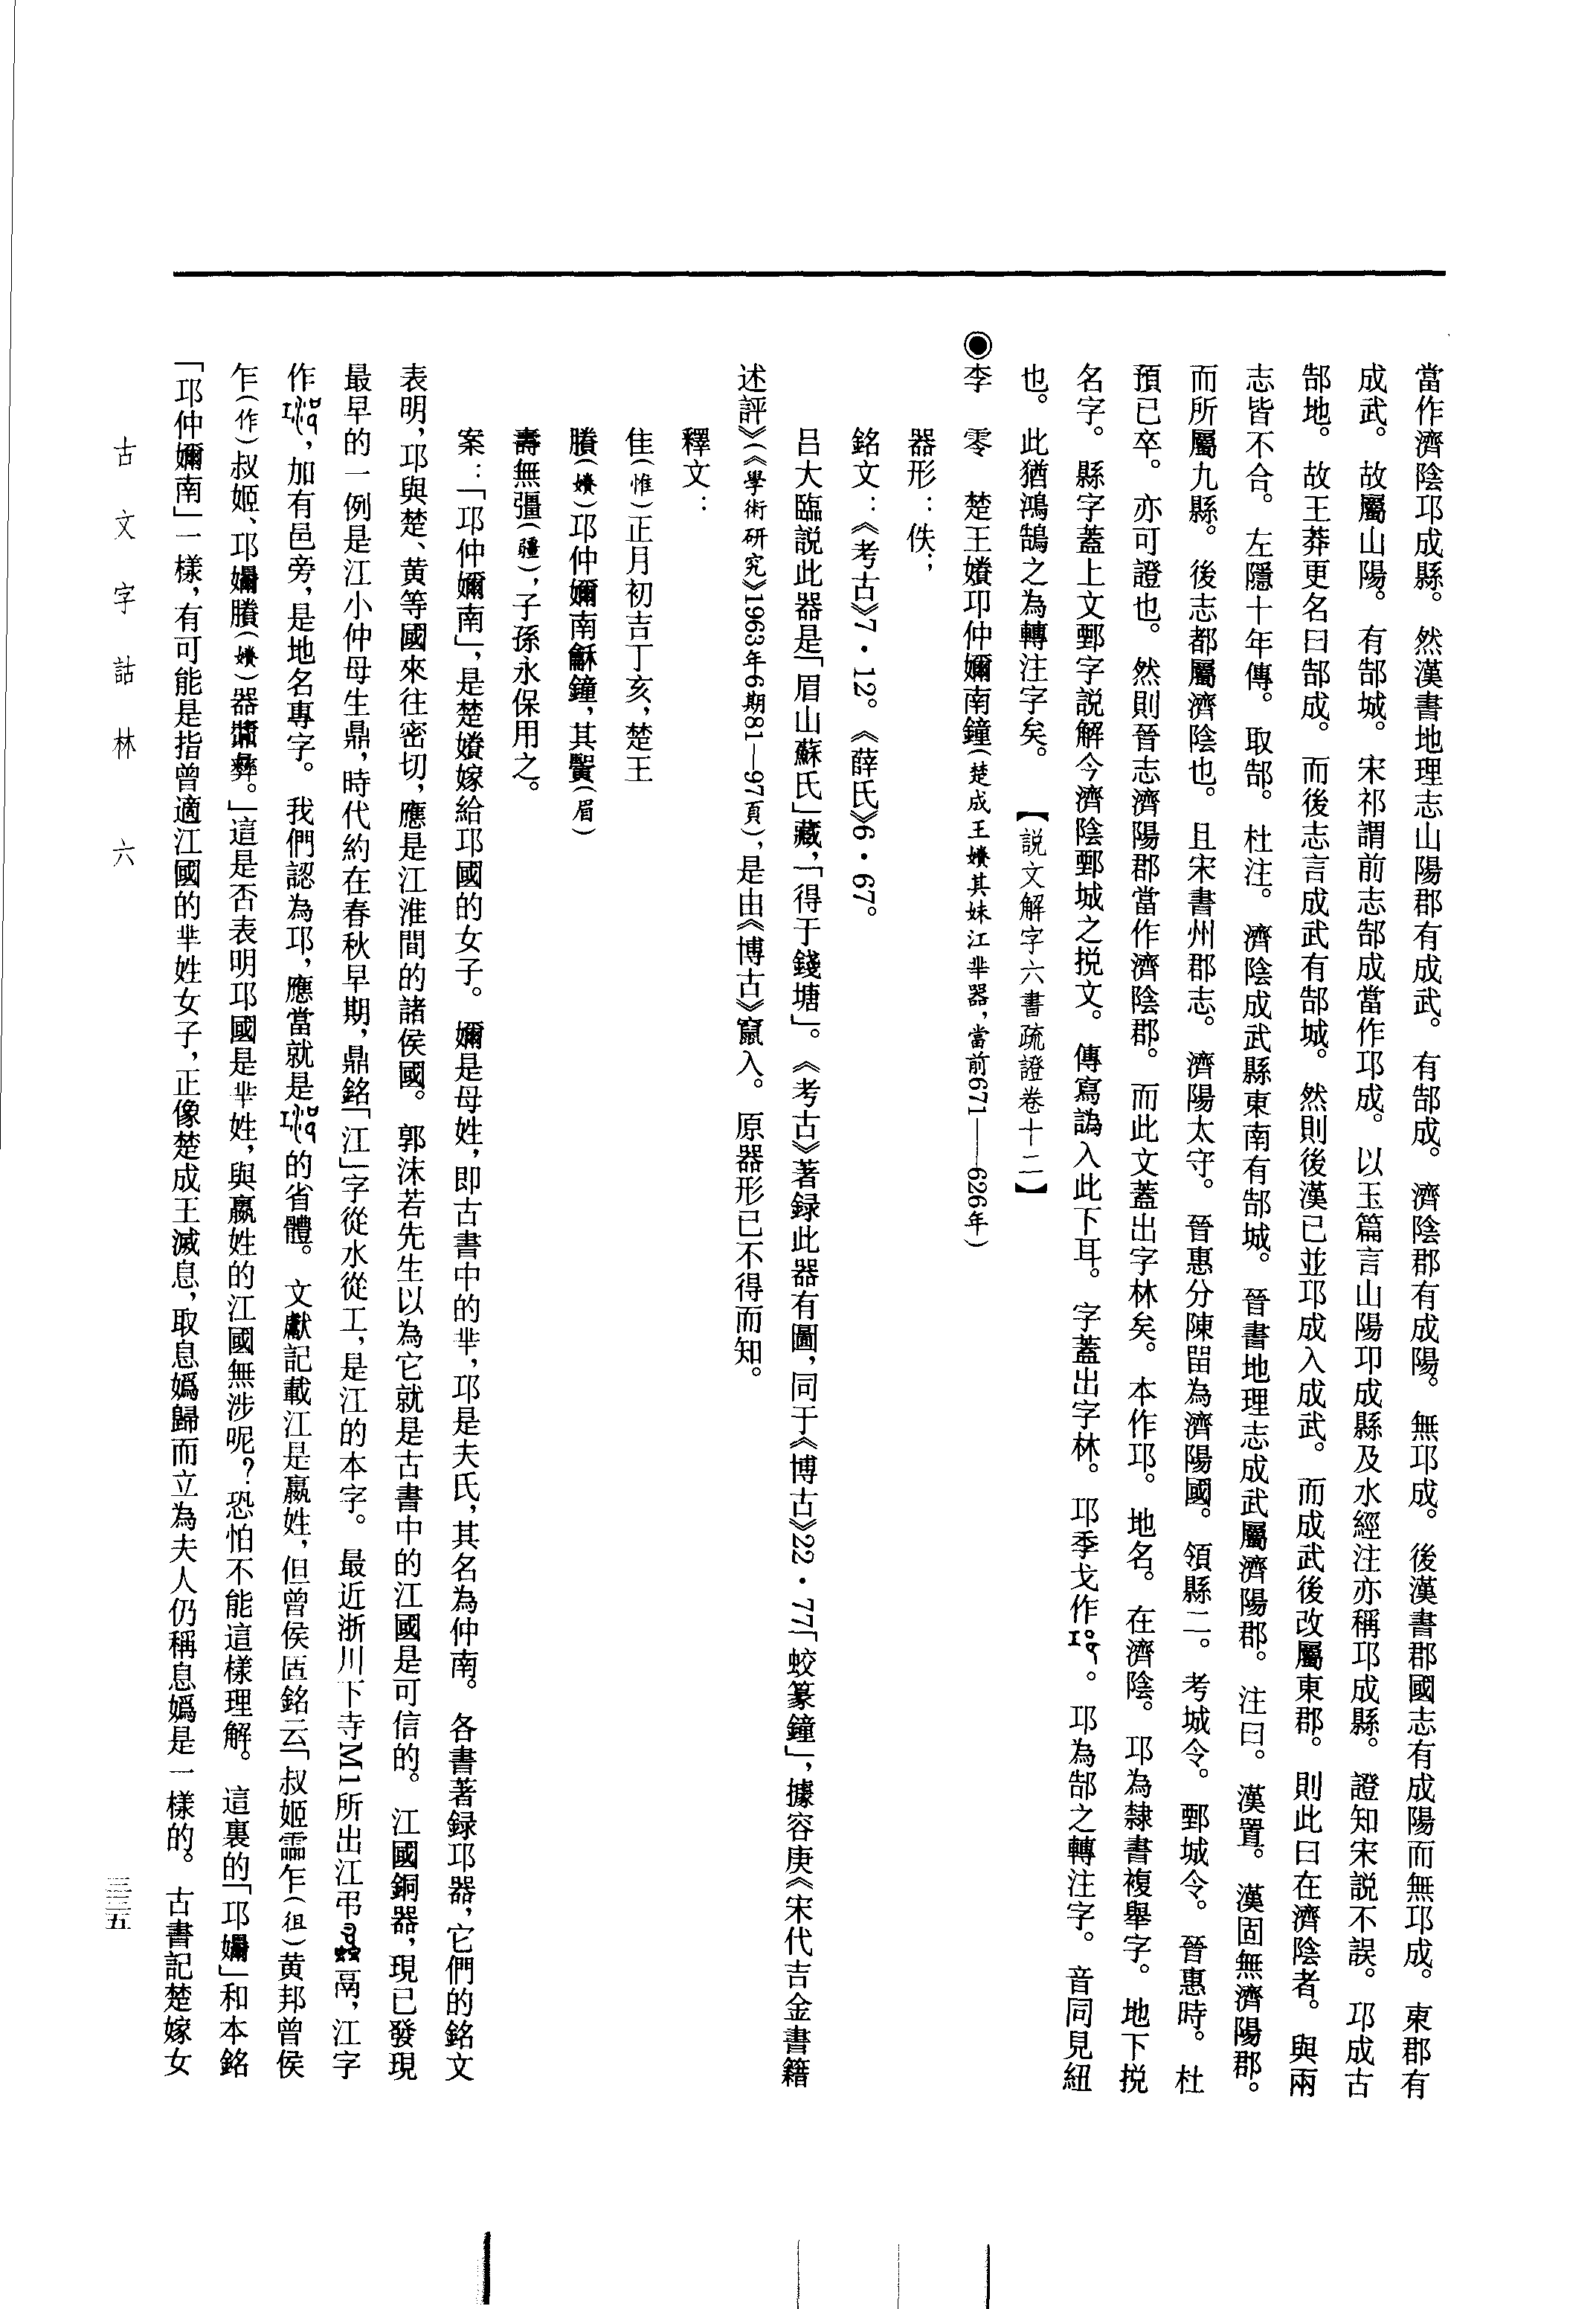 當作濟陰邛成縣。然漢書地理志山陽郡有成武。有郜成。濟陰郡有成陽。無邛成。後漢書郡國志有成陽而無邛成。東郡有
成武。故屬山陽。有郜城。宋祁謂前志郜成當作邛成。以玉篇言山陽邛成縣及水經注亦稱邛成縣。證知宋説不誤。邛成古
郜地。故王莽更名曰郜成。而後志言成武有郜城。然則後漢已並邛成入成武。而成武後改屬東郡。則此曰在濟陰者。與兩
志皆不合。左隱十年傳。取郜。杜注。濟陰成武縣東南有郜城。晉書地理志成武屬濟陽郡。注曰。漢置。漢固無濟陽郡。
而所屬九縣。後志都屬濟陰也。且宋書州郡志。濟陽太守。晉惠分陳畱為濟陽國。領縣二。考城令。鄄城令。晉惠時。杜
預已卒。亦可證也。然則晉志濟陽郡當作濟陰郡。而此文蓋出字林矣。本作邛。地名。在濟陰。邛為隸書複舉字。地下挩
名字。縣字蓋上文鄄字説解今濟陰鄄城之挩文。傳寫譌入此下耳。字蓋出字林。邛季戈作。邛為郜之轉注字。音同見紐
也。此猶鴻鵠之為轉注字矣。【説文解字六書疏證卷十二】
◉李　零　楚王媵邛仲嬭南鐘(楚成王媵其妹江羋器,當前671——626年)
器形:佚;
銘文:《考古》7·12。《薛氏》6·67。
吕大臨説此器是「眉山蘇氏」藏,「得于錢塘」。《考古》著録此器有圖,同于《博古》22·77「蛟篆鐘」,據容庚《宋代吉金書籍
述評》(《學術研究》1963年6期81—97頁),是由《博古》竄入。原器形已不得而知。
釋文:
隹(惟)正月初吉丁亥,楚王
賸(媵)邛仲嬭南龢鐘,其釁(眉)
壽無彊(疆),子孫永保用之。
案:「邛仲嬭南」,是楚媵嫁給邛國的女子。嬭是母姓,即古書中的羋,邛是夫氏,其名為仲南。各書著録邛器,它們的銘文
表明,邛與楚、黄等國來往密切,應是江淮間的諸侯國。郭沫若先生以為它就是古書中的江國是可信的。江國銅器,現已發現
最早的一例是江小仲母生鼎,時代約在春秋早期,鼎銘「江」字從水從工,是江的本字。最近浙川下寺M1所出江弔鬲,江字
作,加有邑旁,是地名專字。我們認為邛,應當就是的省體。文獻記載江是嬴姓,但曾侯匜銘云「叔姬霝乍(徂)黄邦曾侯
乍(作)叔姬、邛嬭賸(媵)器彝。」這是否表明邛國是羋姓,與嬴姓的江國無涉呢?恐怕不能這樣理解。這裏的「邛嬭」和本銘
「邛仲嬭南」一樣,有可能是指曾適江國的羋姓女子,正像楚成王滅息,取息嬀歸而立為夫人仍稱息嬀是一樣的。古書記楚嫁女
古文字詁林　六
三三五